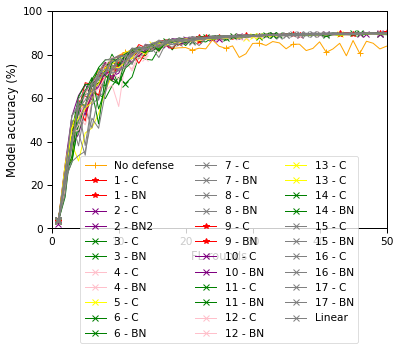 Model accuracy (%)
100
80
60
40
20
0
0
20
50
FL rounds
No defense
1 - C
1 - BN
2 - C
2 - BN2
3 - C
3 - BN
4 - C
4 - BN
5 - C
6 - C
6 - BN
7 - C
7 - BN
8 - C
8 - BN
9 - C
9 - BN
10 - C
10 - BN
11 - C
11 - BN
12 - C
12 - BN
13 - C
13 - C
14 - C
14 - BN
15 - C
15 - BN
16 - C
16 - BN
17 - C
17 - BN
Linear